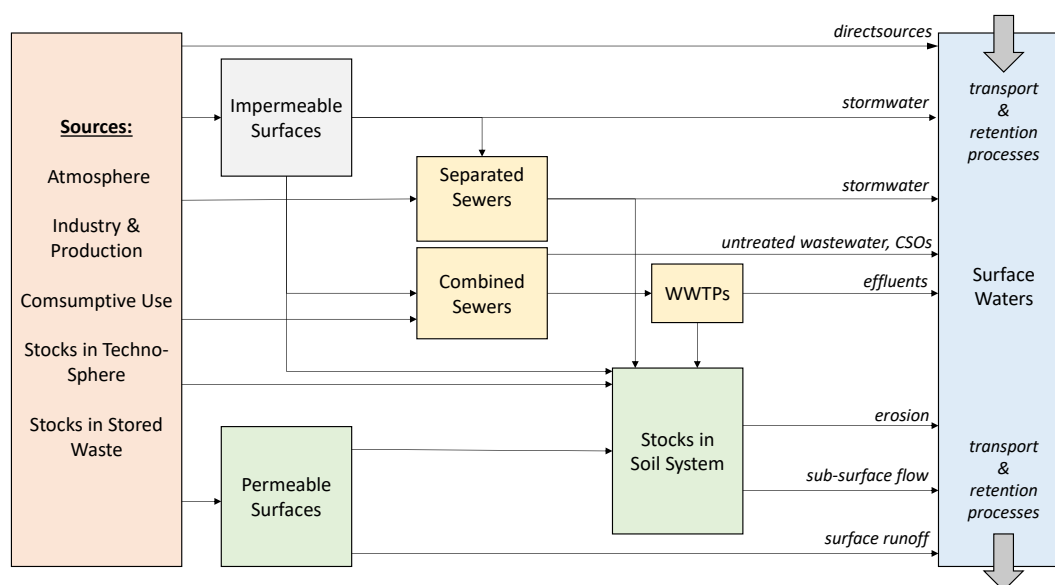 Sources:
Atmosphere
Industry &
Production
Comsumptive Use
Stocks in Techno-
Sphere
Stocks in Stored
Waste
Impermeable
Surfaces
Separated
Sewers
Combined
Sewers
WWTPs
Stocks in
Soil System
Permeable
Surfaces
directsources
stormwater
stormwater
untreated wastewater, CSOs
effluents
erosion
sub-surface flow
surface runoff
transport
&
retention
processes
Surface
Waters
transport
&
retention
processes